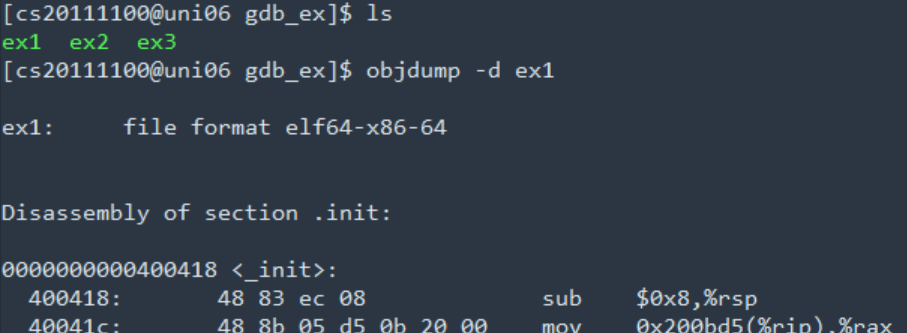 [cs20111100@uni06 gdb_ex]$ ls
ex1  ex2  ex3
[cs20111100@uni06 gdb_ex]$ objdump -d ex1
ex1:     file format elf64-x86-64
Disassembly of section .init:
0000000000400418 <_init>:
  400418:       48 83 ec 08             sub    $0x8,%rsp
  40041c:       48 8b 05 d5 0b 20 00    mov    0x200bd5(%rip),%rax